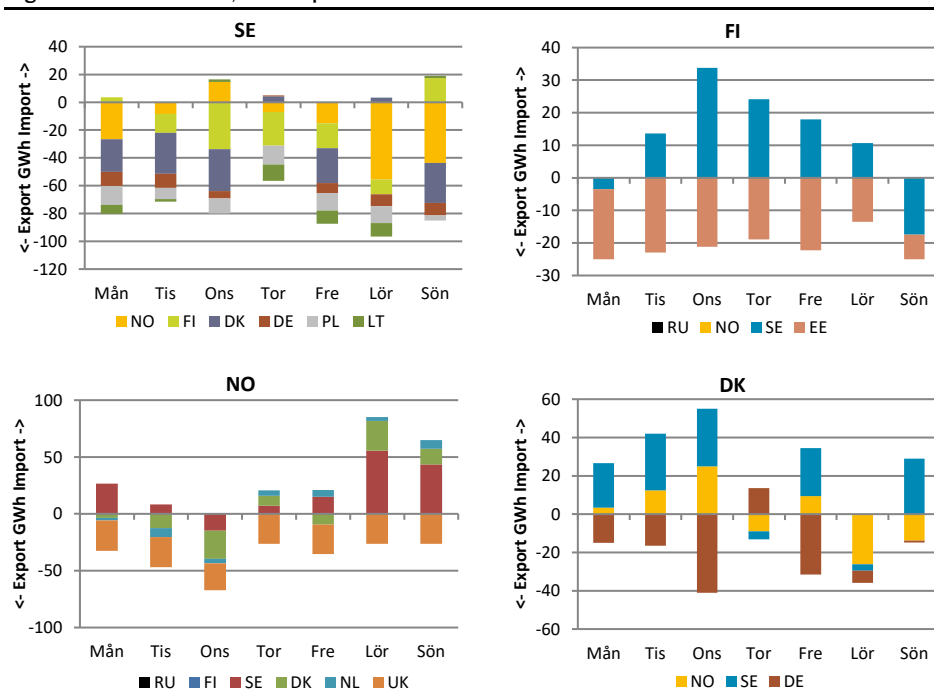 SE
<- Export GWh Import ->
40
20
0
-20
-40
-60
-80
-100
-120
Mån Tis Ons Tor Fre Lör Sön
NO FI DK DE PL LT
FI
<- Export GWh Import ->
40
30
20
10
0
-10
-20
-30
Mån Tis Ons Tor Fre Lör Sön
RU NO SE EE
NO
<- Export GWh Import ->
100
50
0
-50
-100
Mån Tis Ons Tor Fre Lör Sön
RU FI SE DK NL UK
DK
<- Export GWh Import ->
60
40
20
0
-20
-40
-60
Mån Tis Ons Tor Fre Lör Sön
NO SE DE